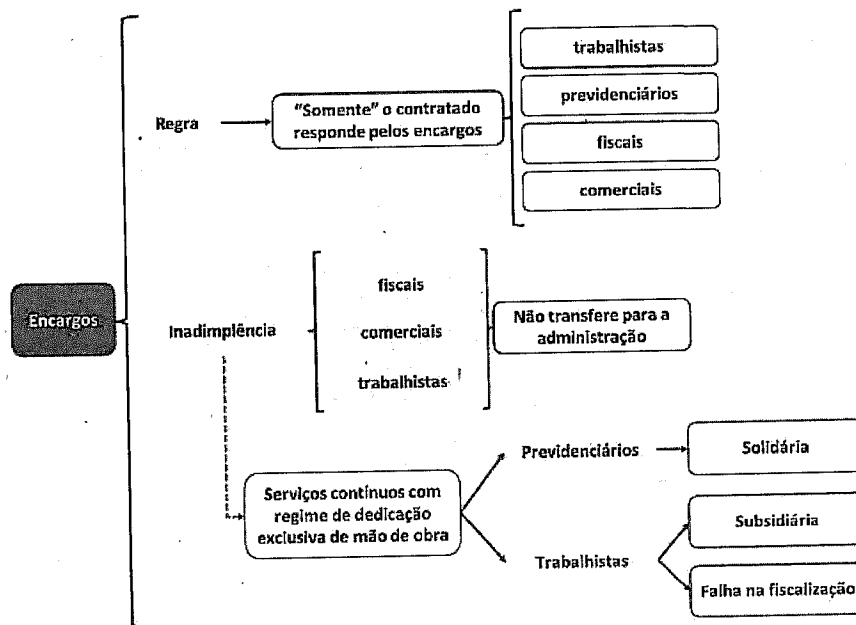 Encargos
Regra
"Somente" o contratado
responde pelos encargos
trabalhistas
previdenciários
fiscais
comerciais
Inadimplência
fiscais
comerciais
trabalhistas
Não transfere para a
administração
Serviços contínuos com
regime de dedicação
exclusiva de mão de obra
Previdenciários
Solidária
Trabalhistas
Subsidiária
Falha na fiscalização